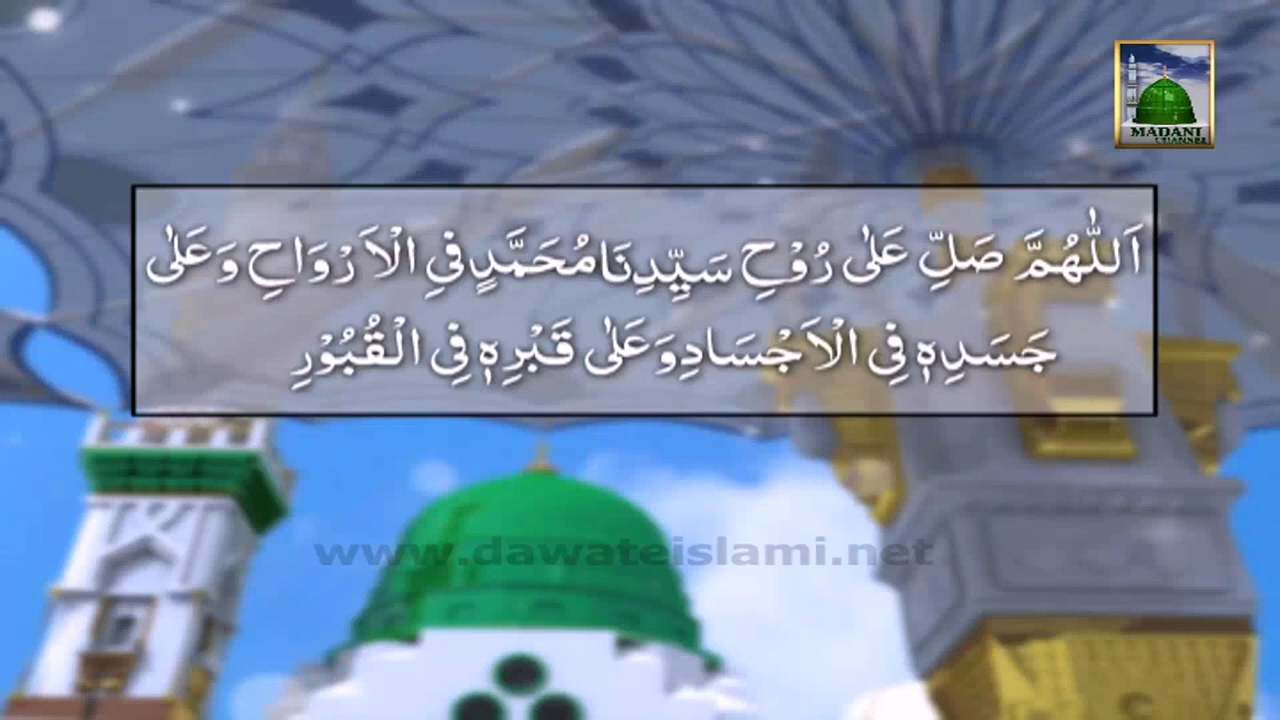 MADANI
CHANNEL
اَللّٰهُمَّ صَلِّ عَلٰى رُوْحِ سَيِّدِنَا مُحَمَّدٍ فِي الْاَرْوَاحِ وَعَلٰى
جَسَدِهٖ فِي الْاَجْسَادِ وَعَلٰى قَبْرِهٖ فِي الْقُبُوْرِ
www.dawateislami.net